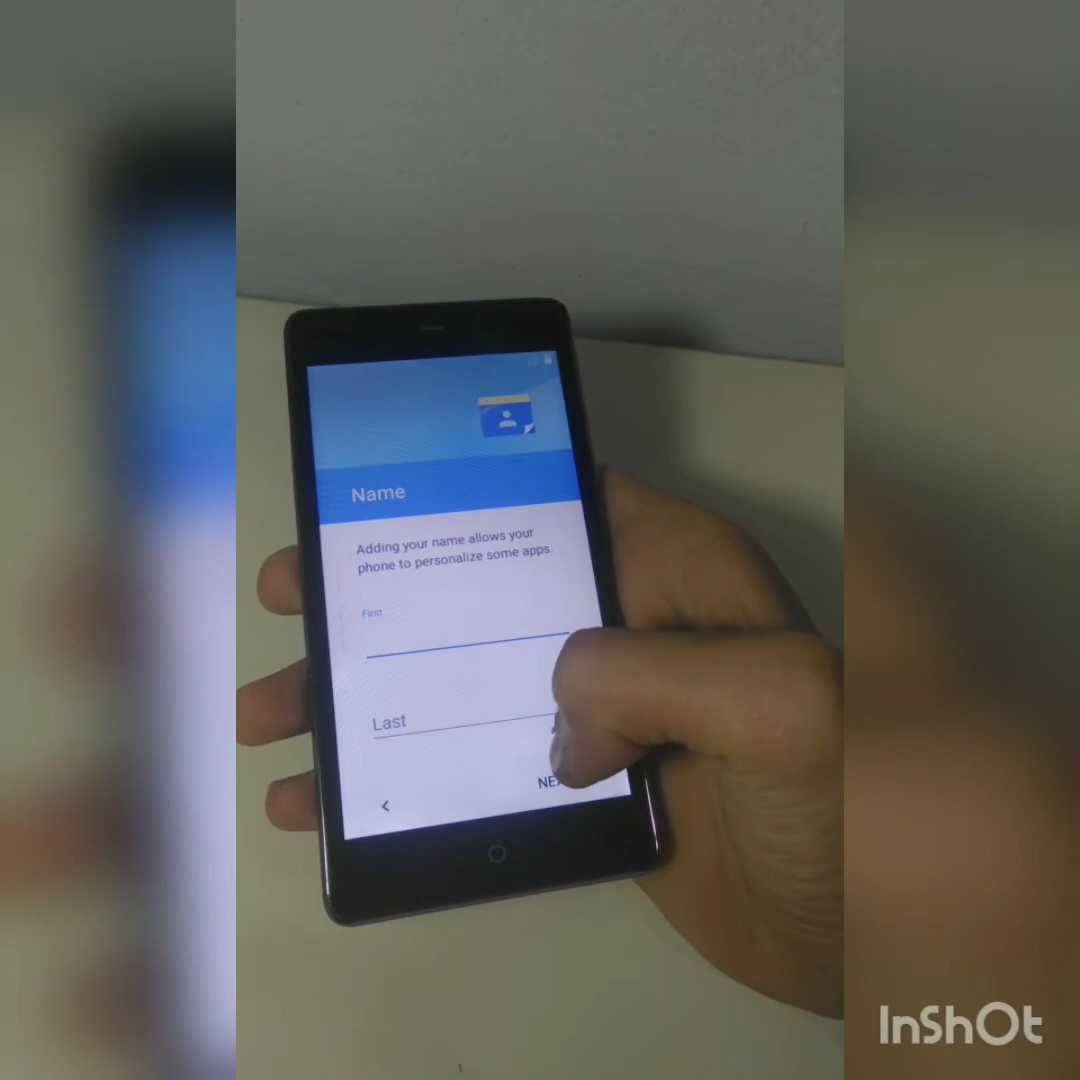 Name
Adding your name allows your
phone to personalize some apps.
First
Last
InShOt